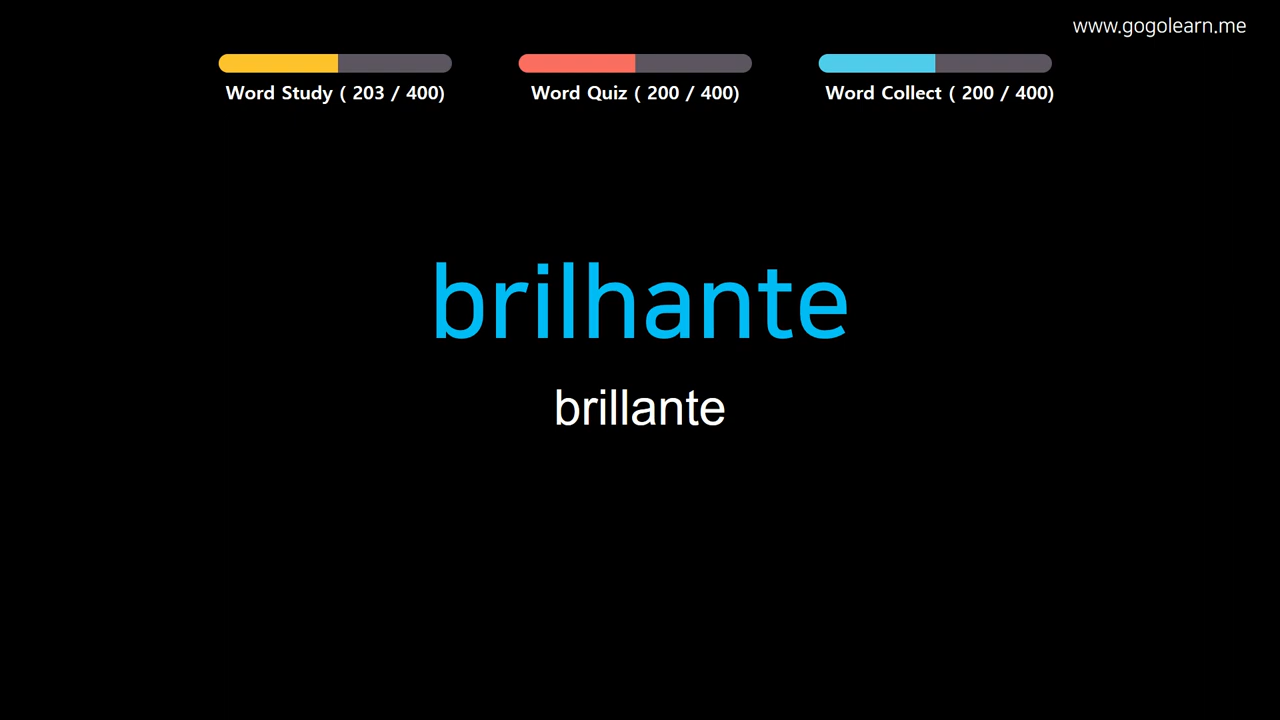 www.gogolearn.me
Word Study ( 203 / 400)
Word Quiz ( 200 / 400)
Word Collect ( 200 / 400)
brilhante
brillante